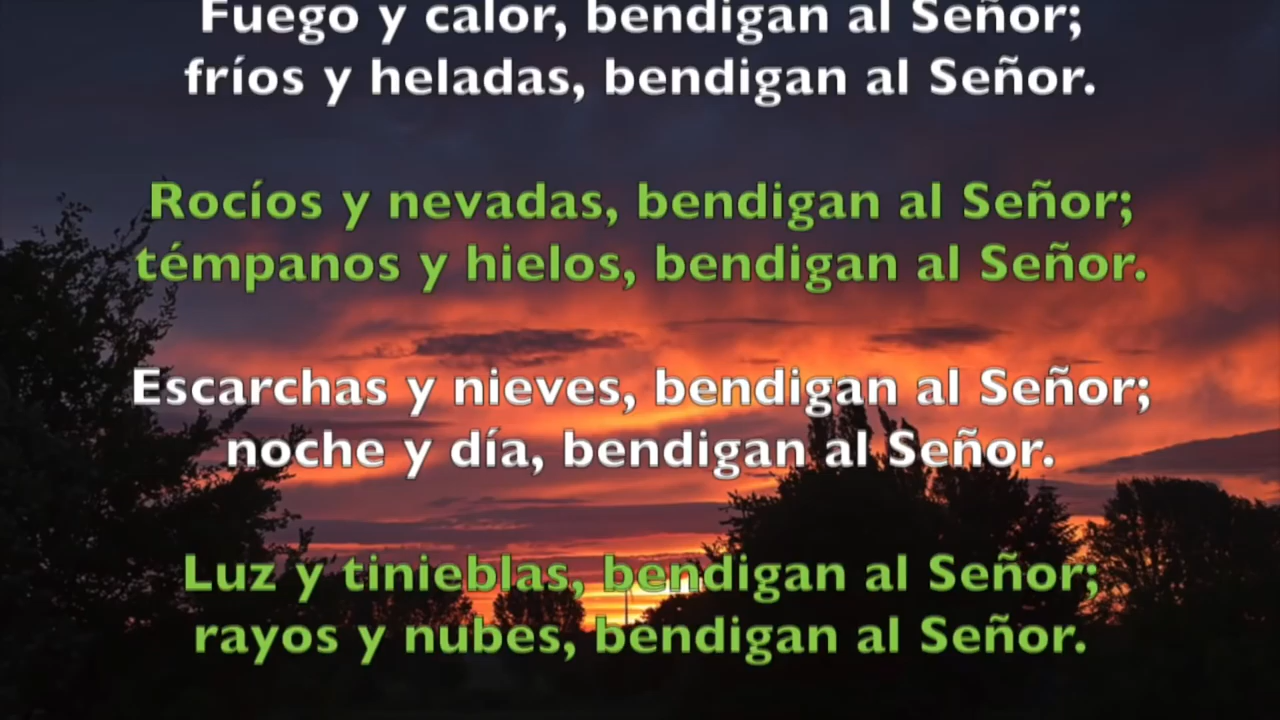 Fuego y calor, bendigan al Señor;
fríos y heladas, bendigan al Señor.
Rocíos y nevadas, bendigan al Señor;
témpanos y hielos, bendigan al Señor.
Escarchas y nieves, bendigan al Señor;
noche y día, bendigan al Señor.
Luz y tinieblas, bendigan al Señor;
rayos y nubes, bendigan al Señor.